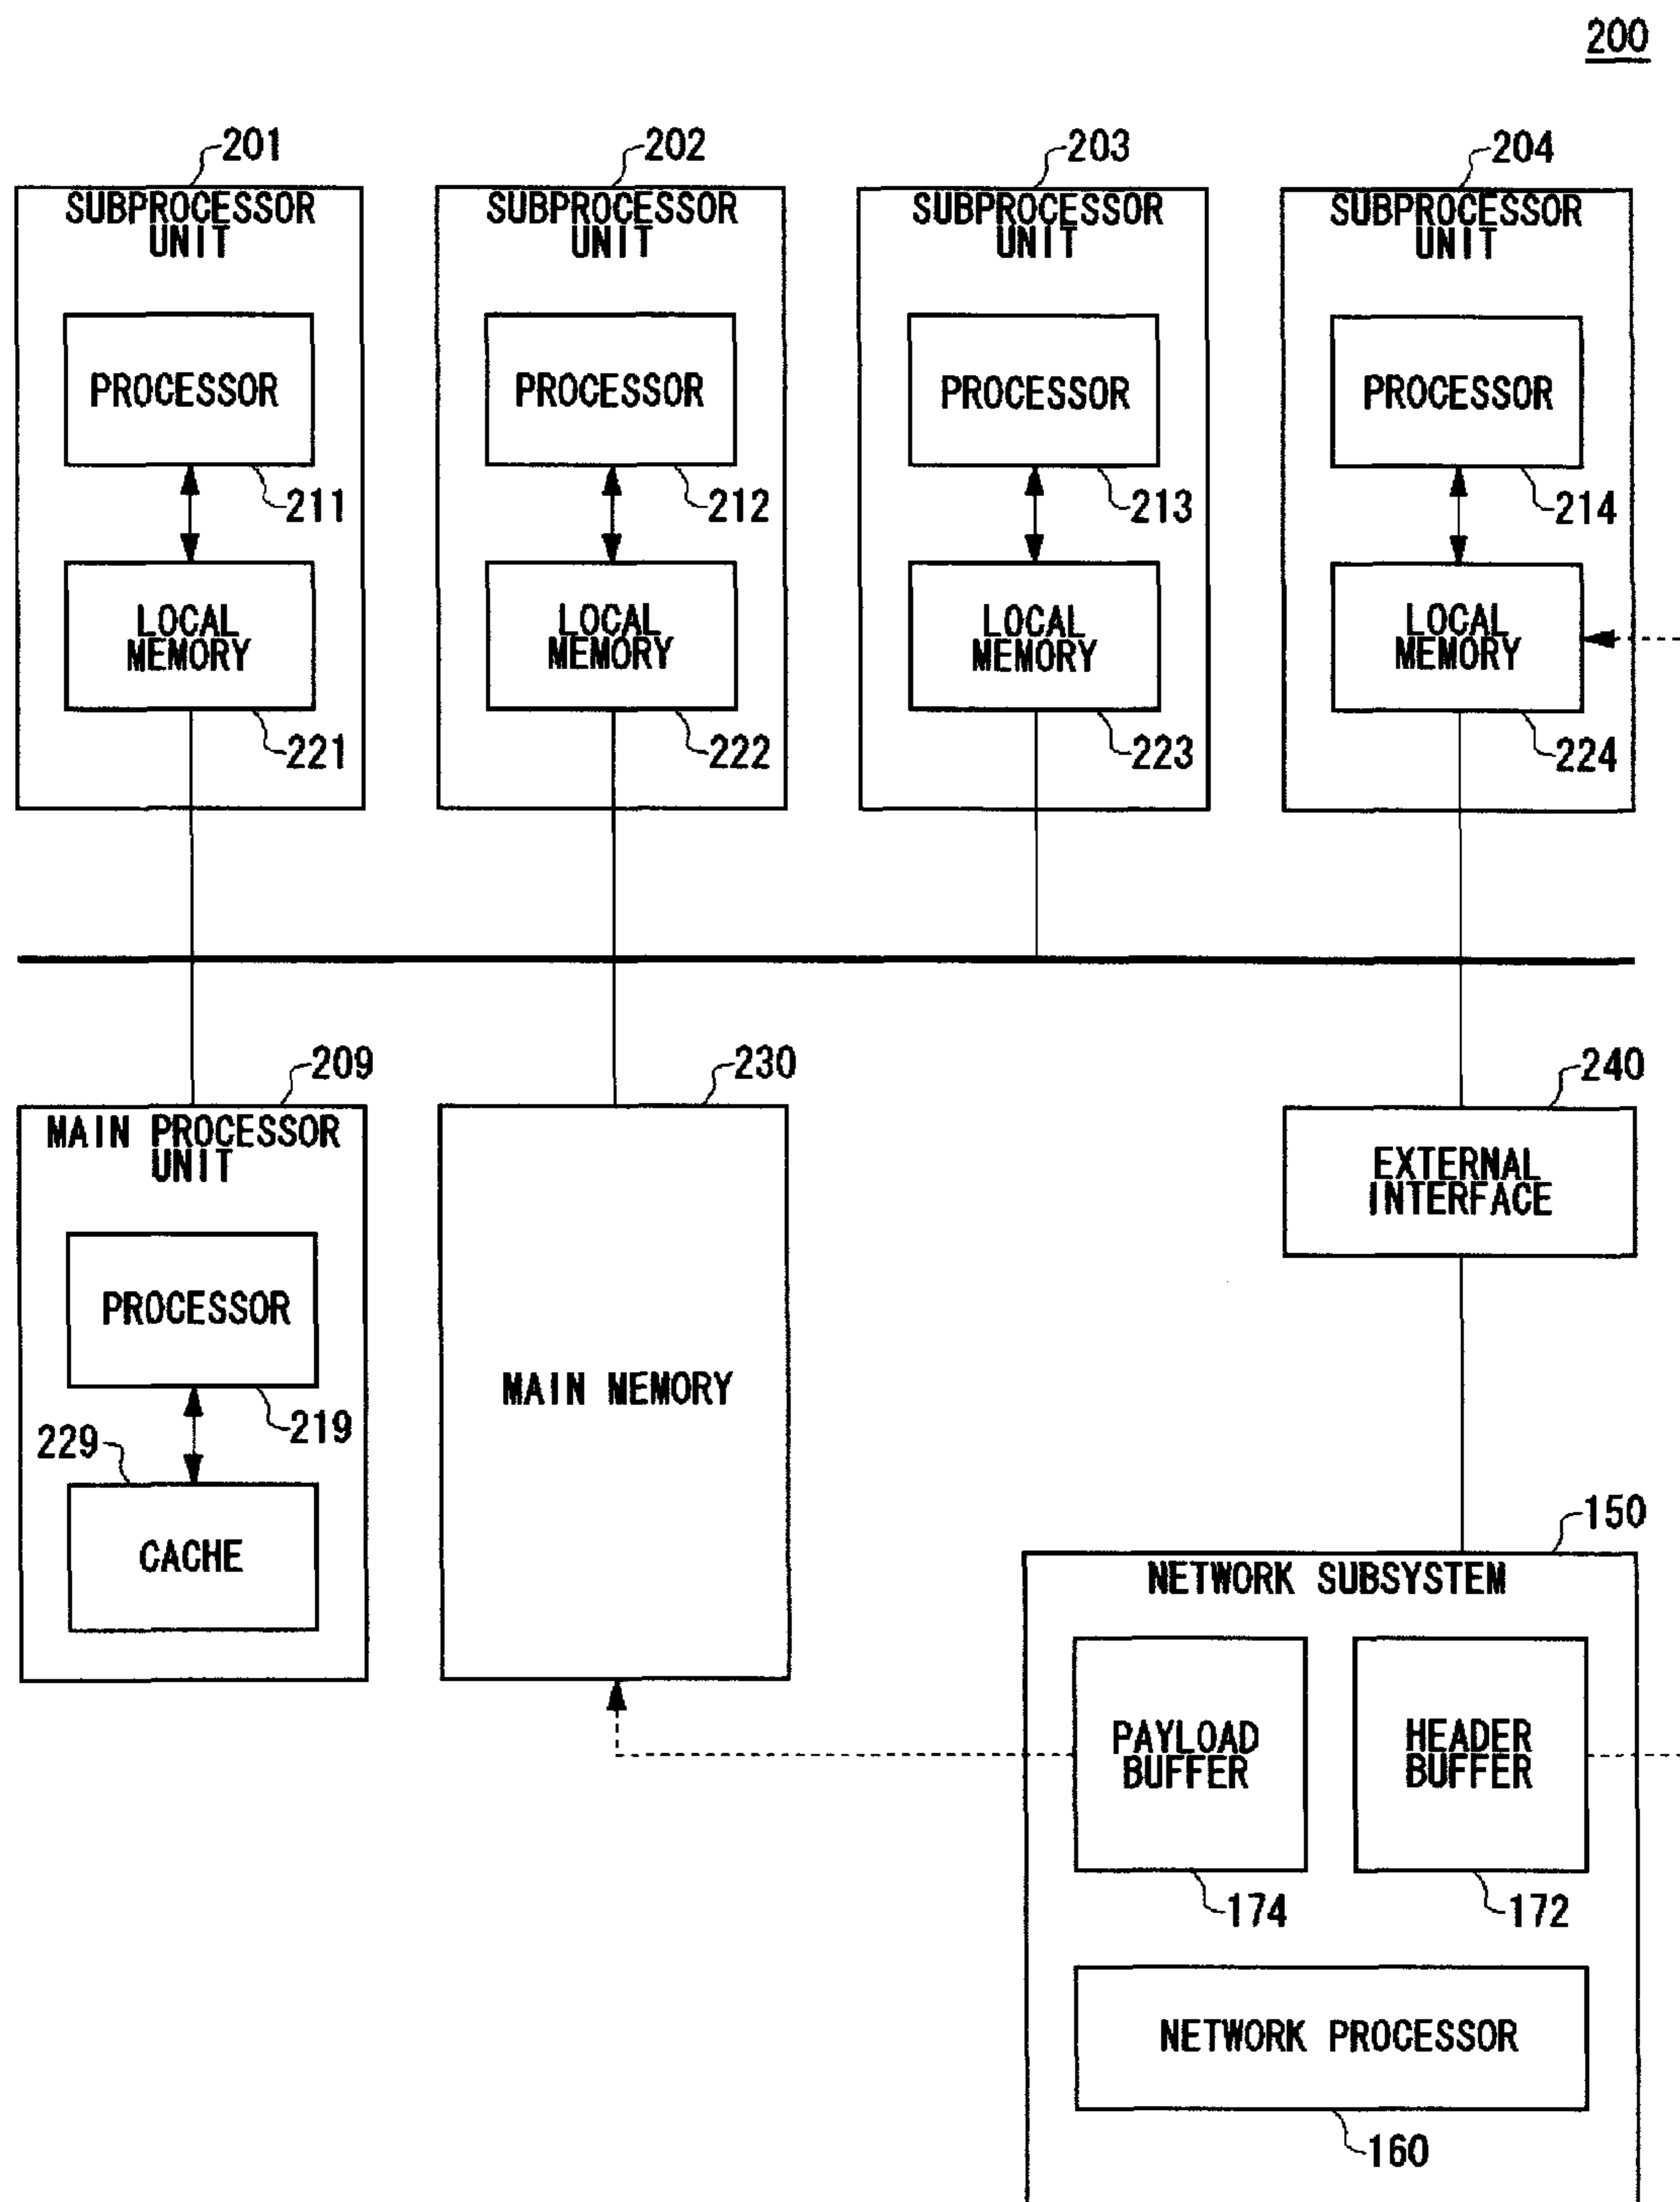 200
201
202
203
204
SUBPROCESSOR
UNIT
SUBPROCESSOR
UNIT
SUBPROCESSOR
UNIT
SUBPROCESSOR
UNIT
PROCESSOR
PROCESSOR
PROCESSOR
PROCESSOR
211
212
213
214
LOCAL
MEMORY
LOCAL
MEMORY
LOCAL
MEMORY
LOCAL
MEMORY
221
222
223
224
209
230
240
MAIN PROCESSOR
UNIT
EXTERNAL
INTERFACE
PROCESSOR
MAIN MEMORY
219
229
CACHE
150
NETWORK SUBSYSTEM
PAYLOAD
BUFFER
HEADER
BUFFER
174
172
NETWORK PROCESSOR
160